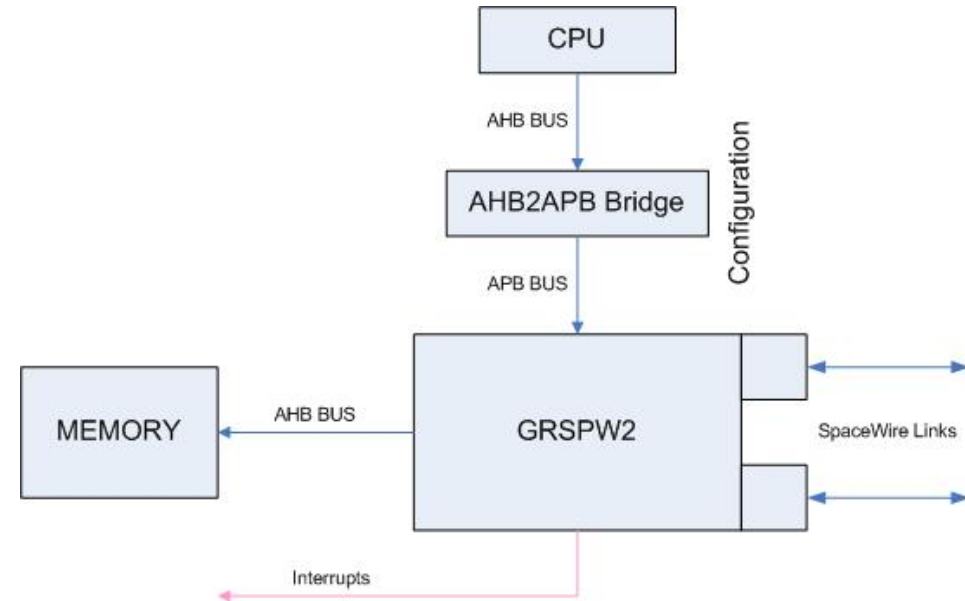 CPU
AHB BUS
Configuration
AHB2APB Bridge
APB BUS
MEMORY
AHB BUS
GRSPW2
SpaceWire Links
Interrupts